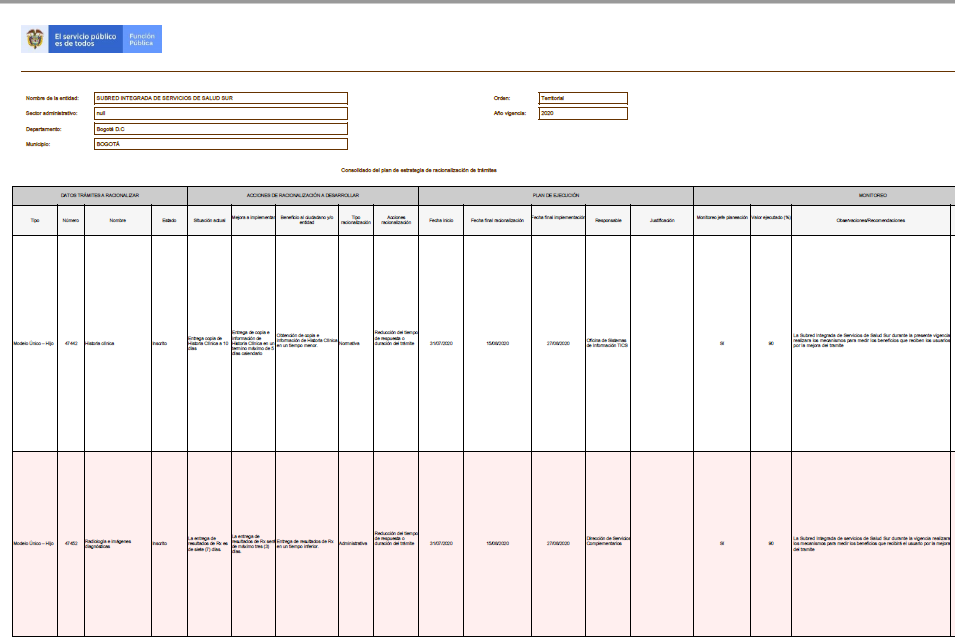 El servicio público
es de todos
Función
Pública
Nombre de la entidad: SUBRED INTEGRADA DE SERVICIOS DE SALUD SUR
Orden: Territorial
Sector administrativo: null
Año vigencia: 2020
Departamento: Bogotá D.C
Municipio: BOGOTÁ
Consolidado del plan de estrategia de racionalización de trámites
DATOS TRÁMITES A RACIONALIZAR ACCIONES DE RACIONALIZACIÓN A DESARROLLAR PLAN DE EJECUCIÓN MONITOREO
Tipo
Número
Nombre
Estado
Situación actual
Mejora a implementar
Beneficio al ciudadano y/o
entidad
Tipo
racionalización
Acciones
racionalización
Fecha inicio
Fecha final racionalización
Fecha final implementación
Responsable
Justificación
Monitoreo jefe planeación
Valor ejecutado (%)
Observaciones/Recomendaciones
Modelo Único – Hijo
47442
Historia clínica
Inscrito
Entrega copia de
Historia Clínica a 10
días
Entrega de copia e
información de
Historia Clínica en un
termino máximo de 5
días calendario
Obtención de copia e
información de Historia Clínica
en un tiempo menor
Normativa
Reducción del tiempo
de respuesta o
duración del trámite
31/07/2020
15/08/2020
27/08/2020
Oficina de Sistemas
de Información TICS
Si
80
La Subred Integrada de Servicios de Salud Sur durante la presente vigencia
realizara los mecanismos para medir los beneficios que reciben los usuarios
por la mejora del trámite
Modelo Único – Hijo
47452
Radiología e imágenes
diagnósticas
Inscrito
La entrega de
resultados de Rx es
de siete (7) días.
La entrega de
resultados de Rx será
de máximo tres (3)
días.
Entrega de resultados de Rx
en un tiempo inferior.
Administrativa
Reducción del tiempo
de respuesta o
duración del trámite
31/07/2020
15/08/2020
27/08/2020
Dirección de Servicios
Complementarios
Si
80
La Subred Integrada de servicios de Salud Sur durante la vigencia realizara
los mecanismos para medir los beneficios que recibirá el usuario por la mejora
del tramite